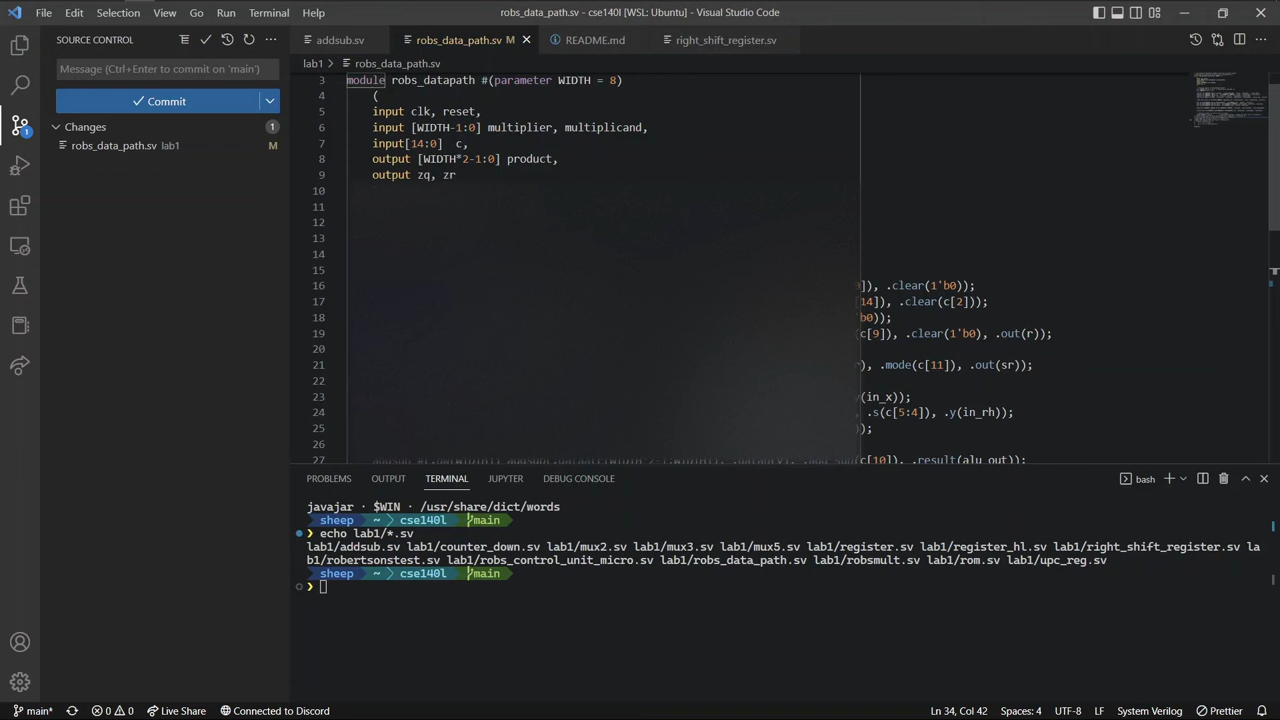 File Edit Selection View Go Run Terminal Help
robs_data_path.sv - cse140l [WSL: Ubuntu] - Visual Studio Code
SOURCE CONTROL
Message (Ctrl+Enter to commit on 'main')
Commit
Changes 1
robs_data_path.sv lab1 M
1
addsub.sv robs_data_path.sv M README.md right_shift_register.sv
lab1 > robs_data_path.sv
3 module robs_datapath #(parameter WIDTH = 8)
4 (
5 input clk, reset,
6 input [WIDTH-1:0] multiplier, multiplicand,
7 input[14:0] c,
8 output [WIDTH*2-1:0] product,
9 output zq, zr
10
11
12
13
14
15
16 ]), .clear(1'b0));
17 [14]), .clear(c[2]));
18 'b0));
19 (c[9]), .clear(1'b0), .out(r));
20
21 ), .mode(c[11]), .out(sr));
22
23 (in_x));
24 , .s(c[5:4]), .y(in_rh));
25 ));
26
27 (c[10]), .result(alu_out));
PROBLEMS OUTPUT TERMINAL JUPYTER DEBUG CONSOLE
bash
javajar · $WIN · /usr/share/dict/words
sheep ~ cse140l main
❯ echo lab1/*.sv
lab1/addsub.sv lab1/counter_down.sv lab1/mux2.sv lab1/mux3.sv lab1/mux5.sv lab1/register.sv lab1/register_hl.sv lab1/right_shift_register.sv la
b1/robertsonstest.sv lab1/robs_control_unit_micro.sv lab1/robs_data_path.sv lab1/robsmult.sv lab1/rom.sv lab1/upc_reg.sv
sheep ~ cse140l main
❯
main* 0 0 Live Share Connected to Discord Ln 34, Col 42 Spaces: 4 UTF-8 LF System Verilog Prettier